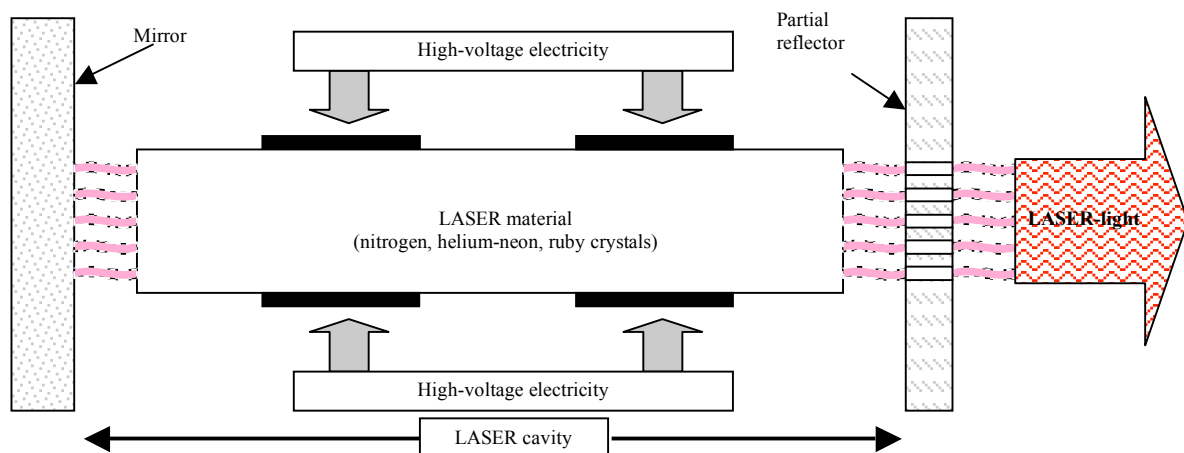 Mirror
High-voltage electricity
Partial
reflector
LASER material
(nitrogen, helium-neon, ruby crystals)
LASER-light
High-voltage electricity
LASER cavity